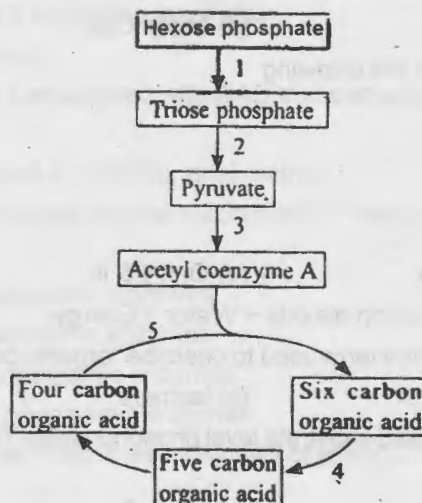 Hexose phosphate
1
Triose phosphate
2
Pyruvate
3
Acetyl coenzyme A
5
Four carbon
organic acid
Six carbon
organic acid
4
Five carbon
organic acid